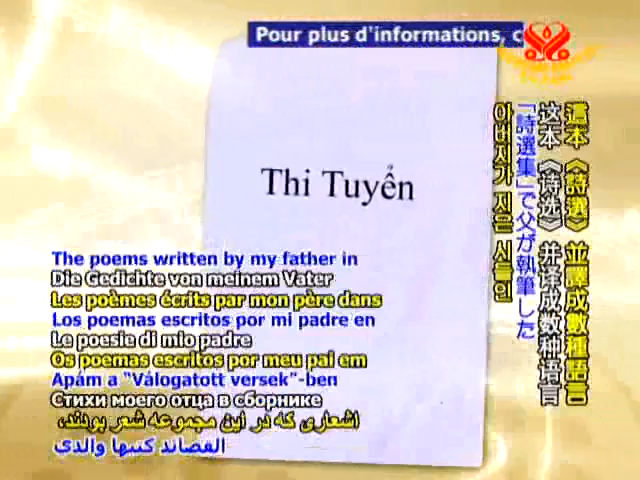 Pour plus d'informations, c
Thi Tuyển
The poems written by my father in
Die Gedichte von meinem Vater
Les poèmes écrits par mon père dans
Los poemas escritos por mi padre en
Le poesie di mio padre
Os poemas escritos por meu pai em
Apám a "Válogatott versek"-ben
Стихи моего отца в сборнике
اشعاری که در این مجموعه شعر بودند،
القصائد كتبها والدي
這本《詩選》並譯成數種語言
这本《诗选》并译成数种语言
「詩選集」で父が執筆した
아버지가 지은 시들인